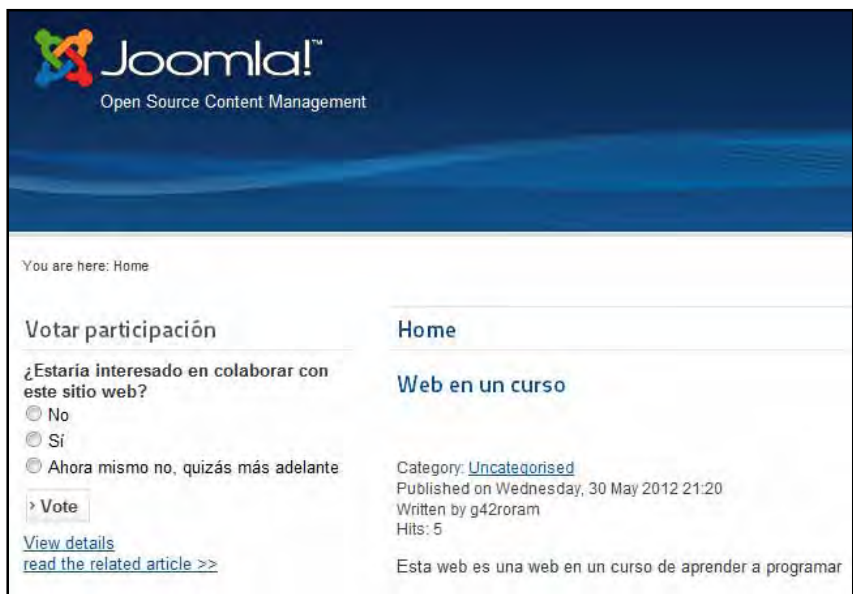 Joomla!™
Open Source Content Management
You are here: Home
Votar participación
¿Estaría interesado en colaborar con
este sitio web?
No
Sí
Ahora mismo no, quizás más adelante
› Vote
View details
read the related article >>
Home
Web en un curso
Category: Uncategorised
Published on Wednesday, 30 May 2012 21:20
Written by g42roram
Hits: 5
Esta web es una web en un curso de aprender a programar